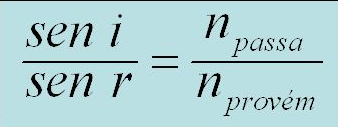 sen i / sen r = n passa / n provém